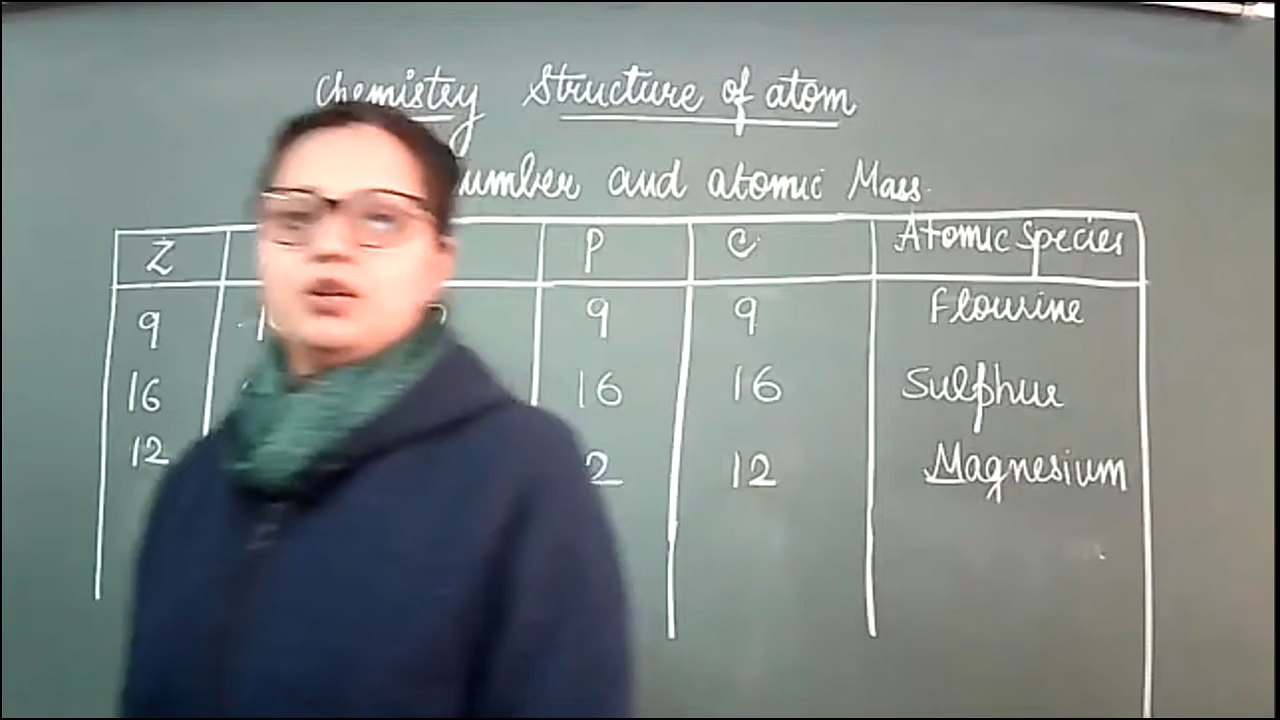 Chemistry Structure of atom
and atomic Mass.
Z P C Atomic Species
9 9 9 Flourine
16 16 16 Sulphur
12 2 12 Magnesium